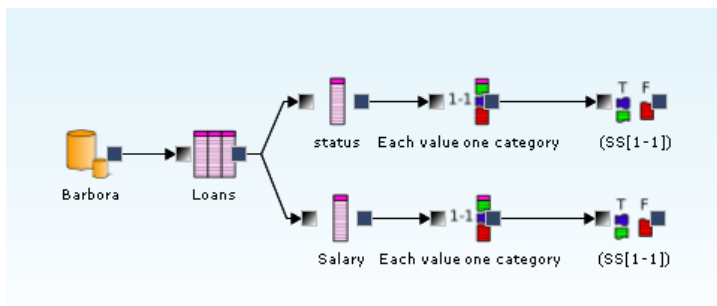 T F
1-1
status Each value one category (SS[1-1])
Barbora Loans
T F
1-1
Salary Each value one category (SS[1-1])